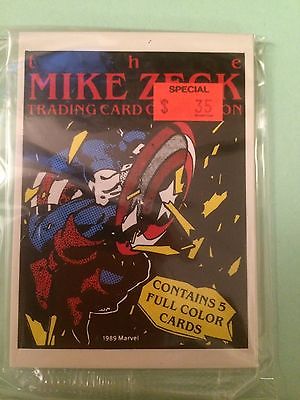 the
MIKE ZECK
SPECIAL
$ 35
TRADING CARD
CONTAINS 5
FULL COLOR
CARDS
1989 Marvel